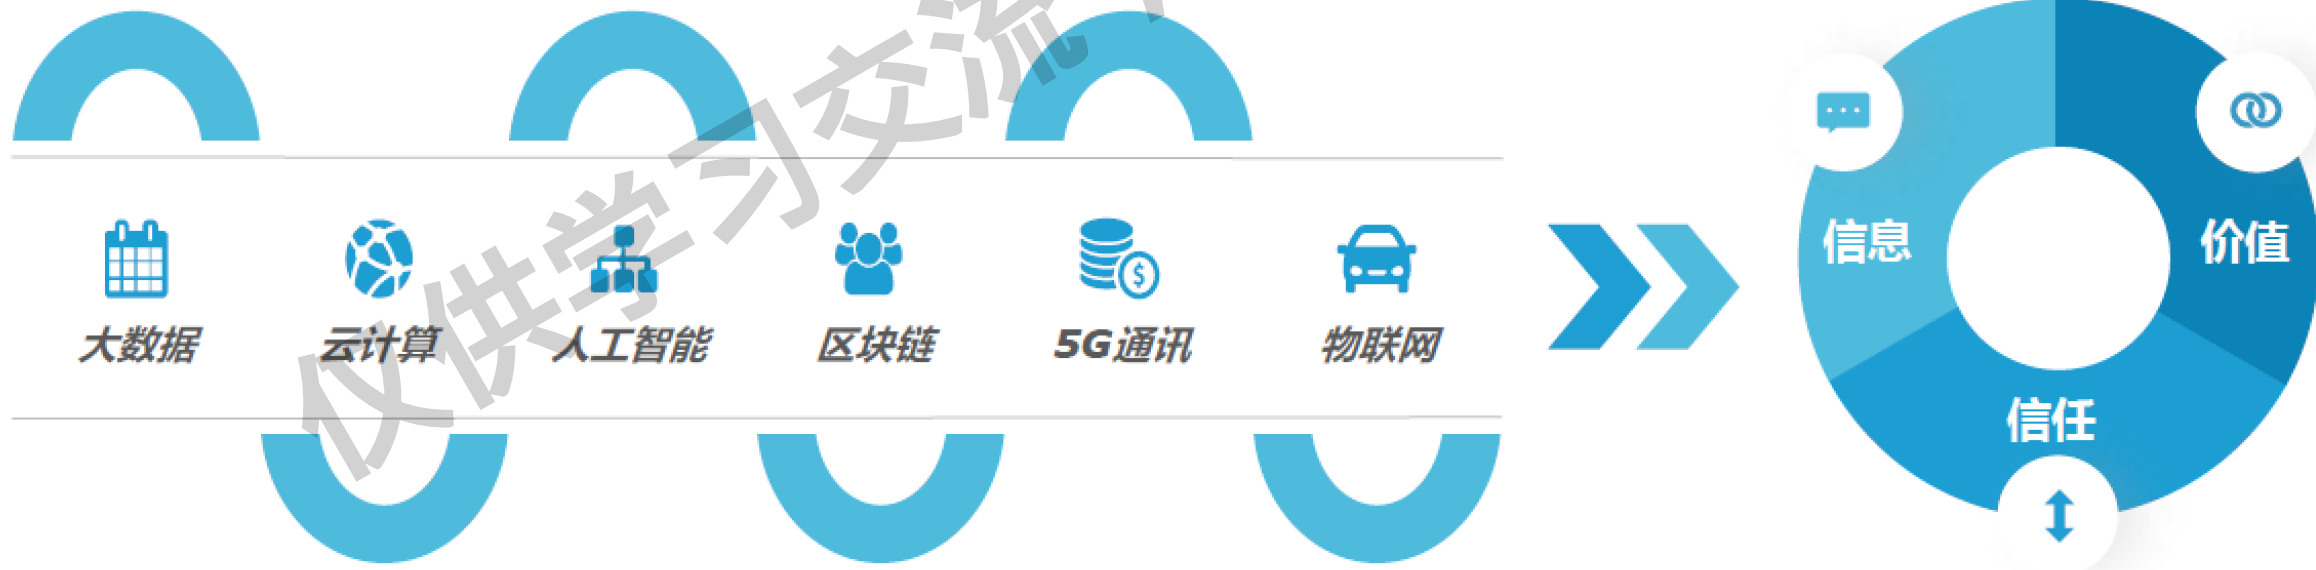 仅供学习交流
大数据 云计算 人工智能 区块链 5G通讯 物联网
信息
价值
信任